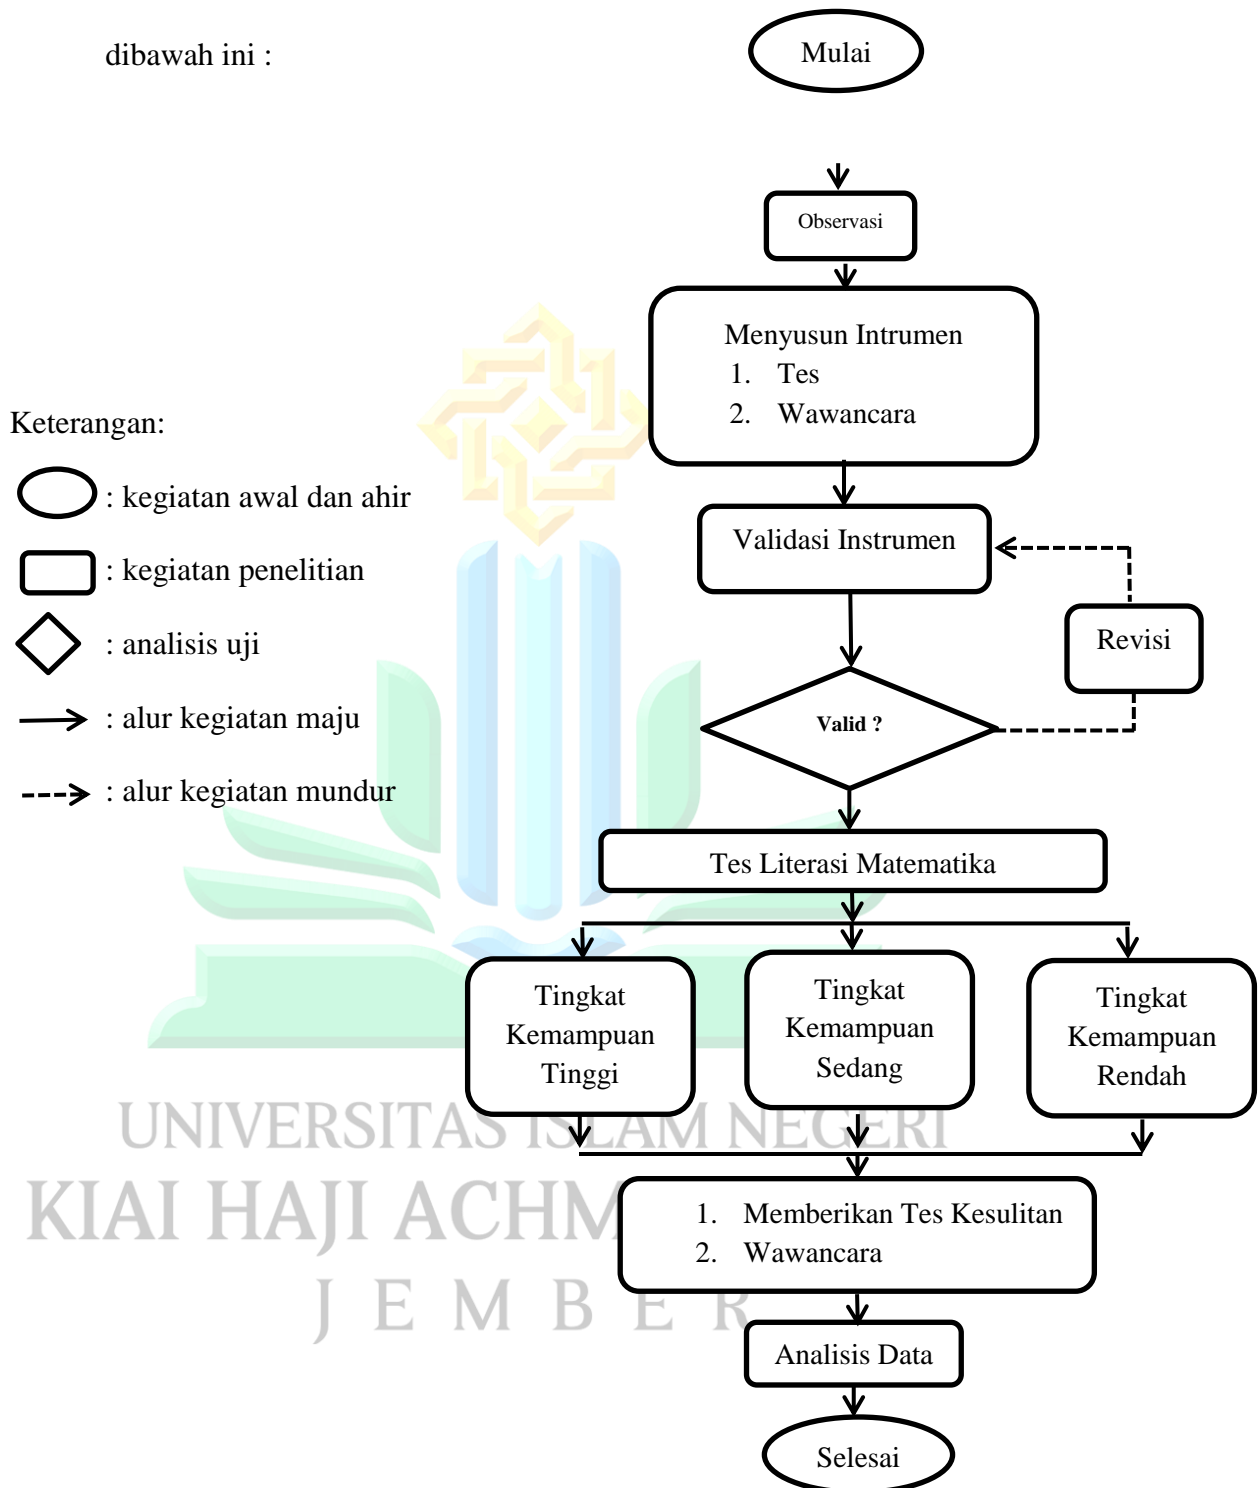 dibawah ini :
Mulai
Observasi
Menyusun Intrumen
1. Tes
2. Wawancara
Keterangan:
: kegiatan awal dan ahir
: kegiatan penelitian
: analisis uji
: alur kegiatan maju
: alur kegiatan mundur
Validasi Instrumen
Revisi
Valid ?
Tes Literasi Matematika
Tingkat
Kemampuan
Tinggi
Tingkat
Kemampuan
Sedang
Tingkat
Kemampuan
Rendah
1. Memberikan Tes Kesulitan
2. Wawancara
Analisis Data
Selesai
UNIVERSITAS ISLAM NEGERI
KIAI HAJI ACHM
JEMBER